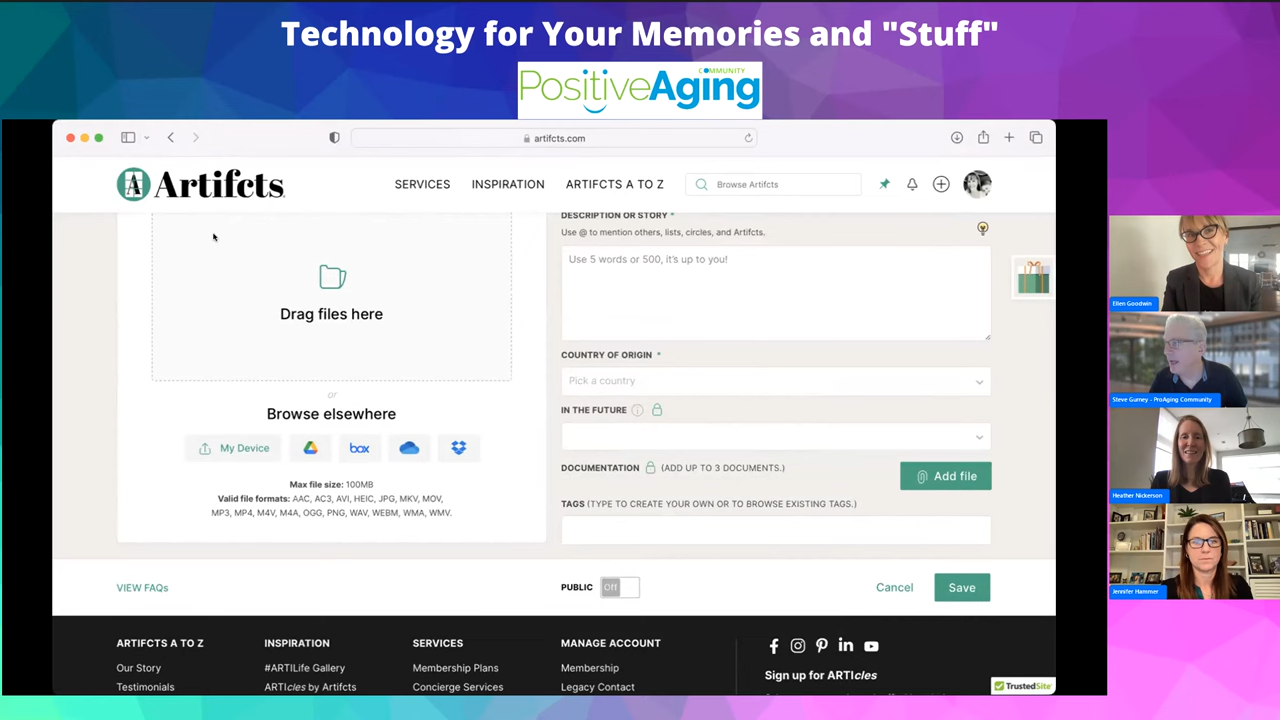 Technology for Your Memories and "Stuff"
COMMUNITY
PositiveAging
artifcts.com
A Artifcts
SERVICES
INSPIRATION
ARTIFCTS A TO Z
Browse Artifcts
Drag files here
or
Browse elsewhere
My Device
box
Max file size: 100MB
Valid file formats: AAC, AC3, AVI, HEIC, JPG, MKV, MOV,
MP3, MP4, M4V, M4A, OGG, PNG, WAV, WEBM, WMA, WMV.
DESCRIPTION OR STORY *
Use @ to mention others, lists, circles, and Artifcts.
Use 5 words or 500, it's up to you!
COUNTRY OF ORIGIN *
Pick a country
IN THE FUTURE
DOCUMENTATION (ADD UP TO 3 DOCUMENTS.)
Add file
TAGS (TYPE TO CREATE YOUR OWN OR TO BROWSE EXISTING TAGS.)
VIEW FAQs
PUBLIC
Off
Cancel
Save
ARTIFCTS A TO Z
Our Story
Testimonials
INSPIRATION
#ARTILife Gallery
ARTIcles by Artifcts
SERVICES
Membership Plans
Concierge Services
MANAGE ACCOUNT
Membership
Legacy Contact
Sign up for ARTIcles
TrustedSite
Ellen Goodwin
Steve Gurney - ProAging Community
Heather Nickerson
Jennifer Hammer